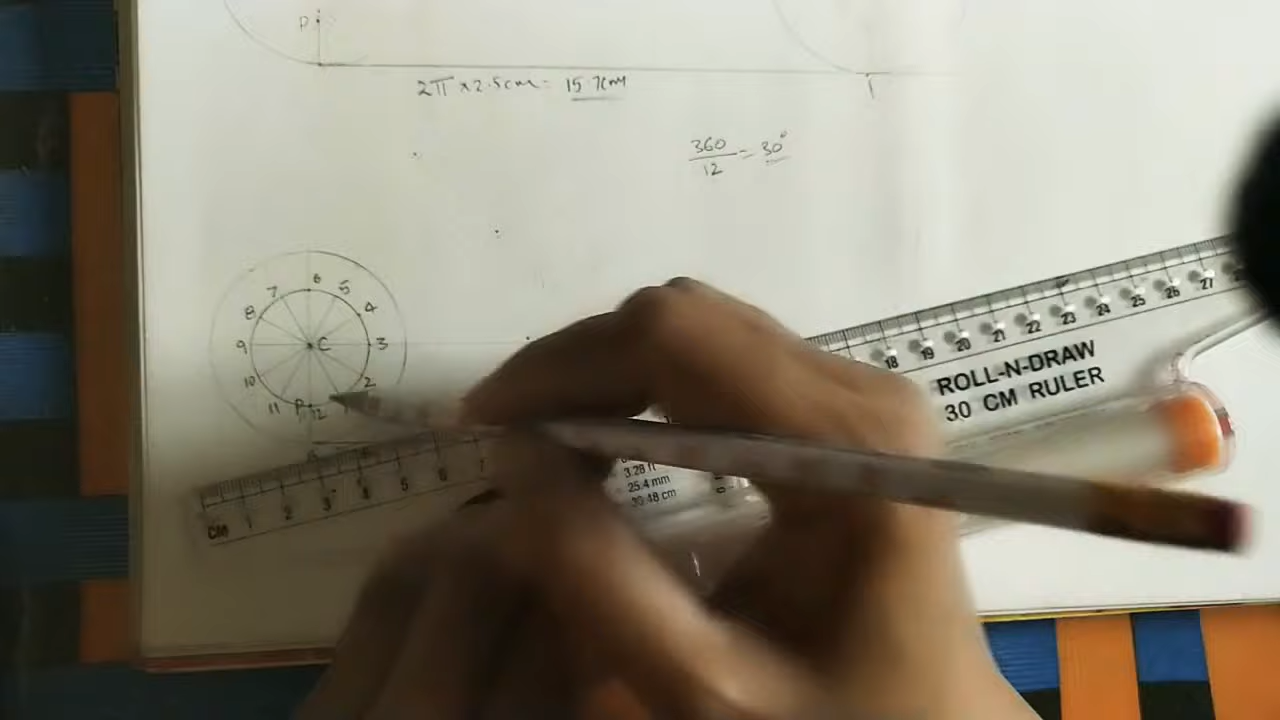 P
2π × 2.5cm = 15.7cm
360
12
= 30°
6
7 5
8 4
9 C 3
10 2
11 P 12
18 19 20 21 22 23 24 25 26 27
ROLL-N-DRAW
30 CM RULER
CM 1 2 3 4 5 6 7
3.28 ft
25.4 mm
30.48 cm